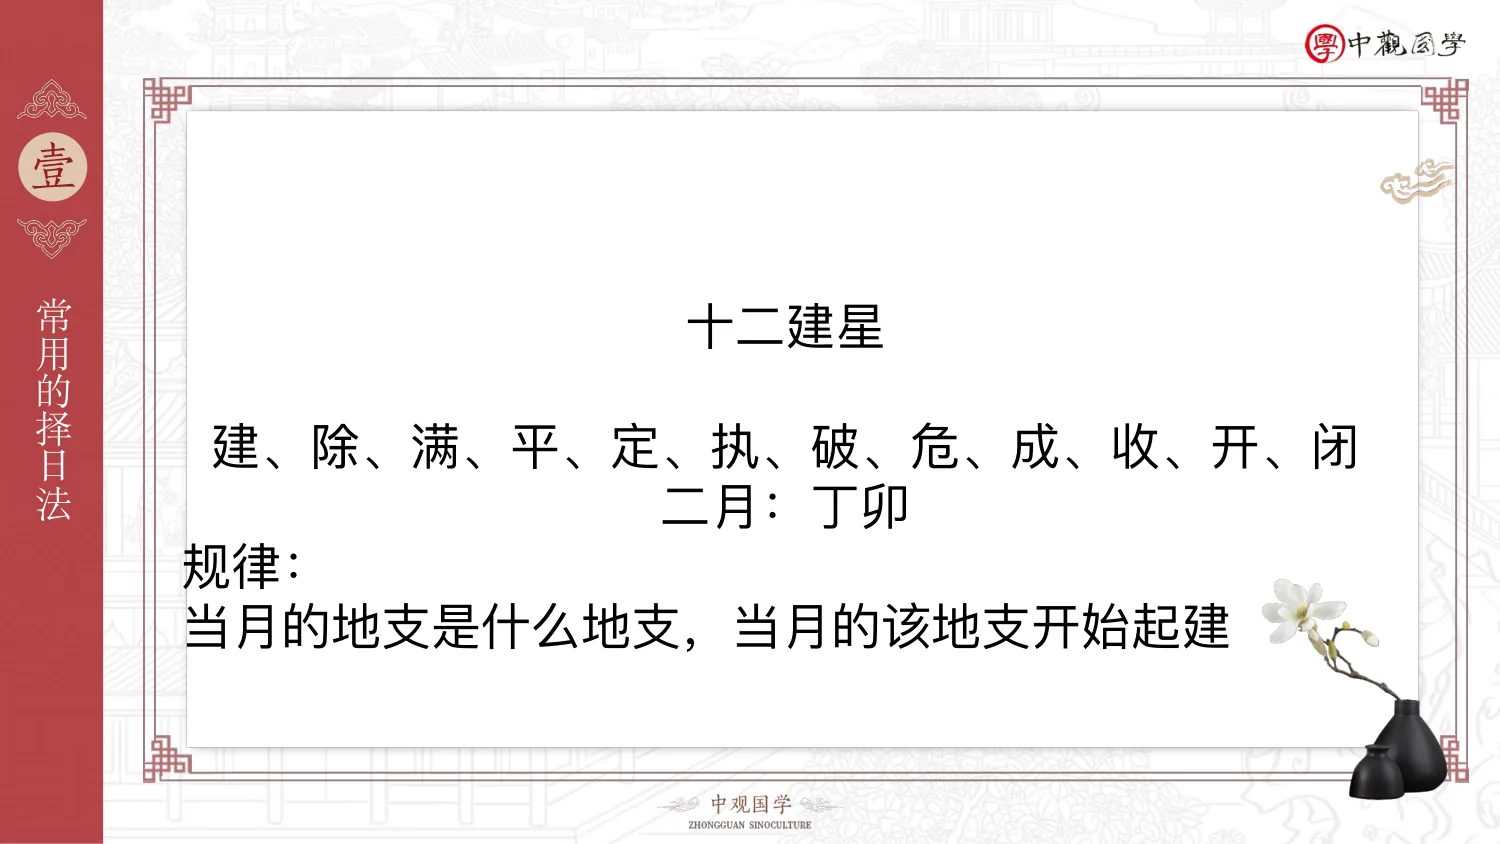 學 中觀国學
壹
常用的择日法
十二建星
建、除、满、平、定、执、破、危、成、收、开、闭
二月：丁卯
规律：
当月的地支是什么地支，当月的该地支开始起建
中观国学
ZHONGGUAN SINOCULTURE